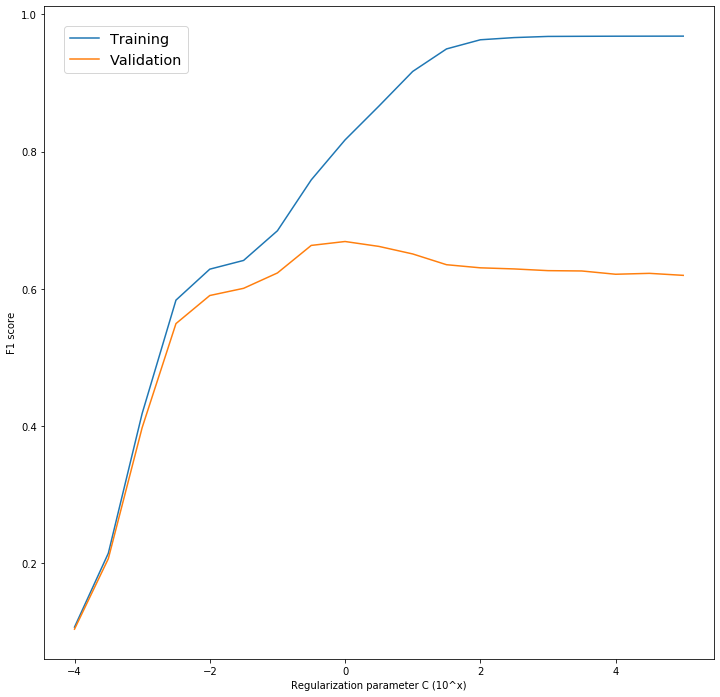 Training
Validation
1.0
0.8
0.6
0.4
0.2
F1 score
−4
−2
0
2
4
Regularization parameter C (10^x)